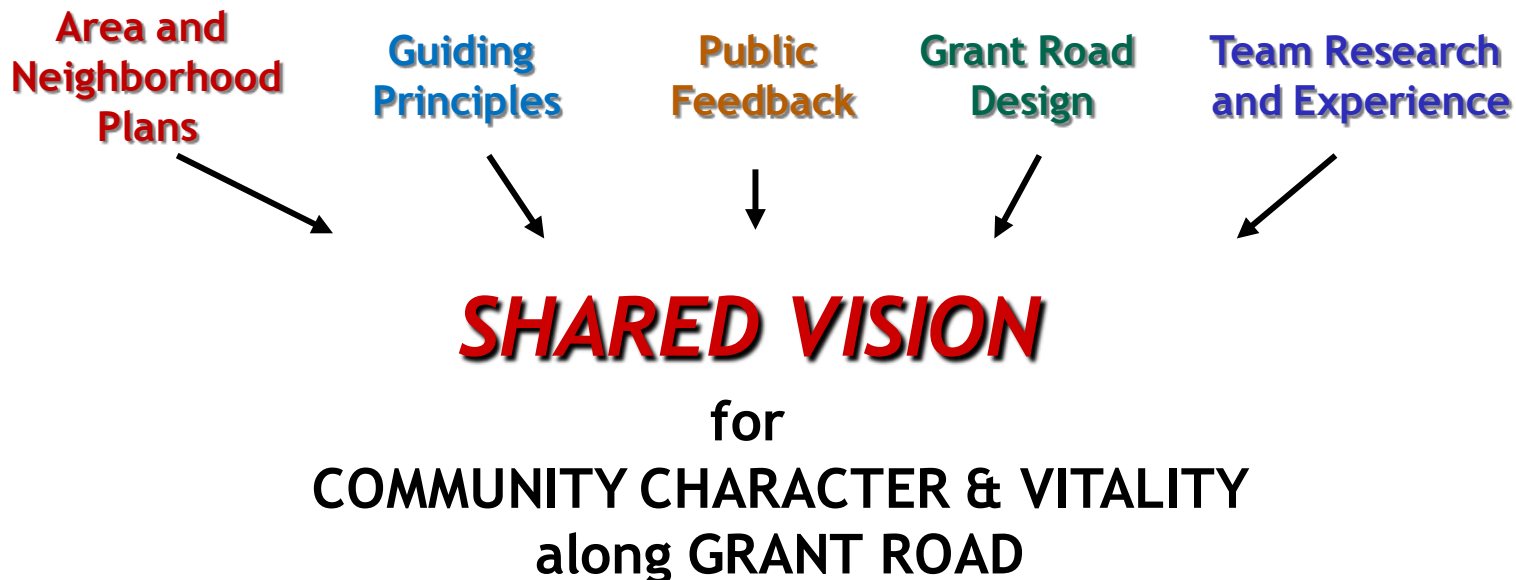 Area and
Neighborhood
Plans
Guiding
Principles
Public
Feedback
Grant Road
Design
Team Research
and Experience
SHARED VISION
for
COMMUNITY CHARACTER & VITALITY
along GRANT ROAD